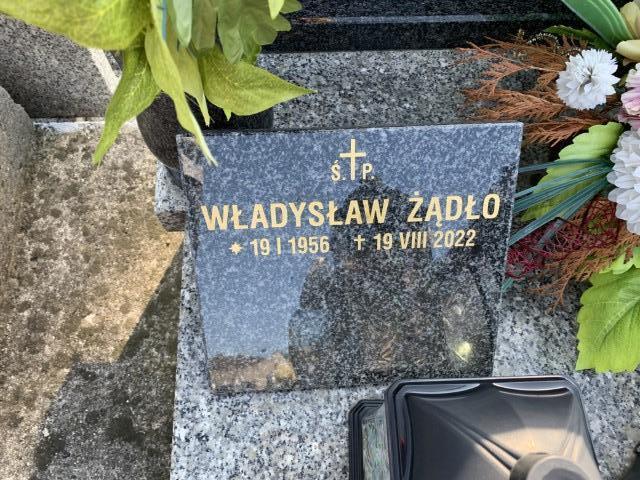 Ś. P.
WŁADYSŁAW ŻĄDŁO
* 19 I 1956 ✝ 19 VIII 2022